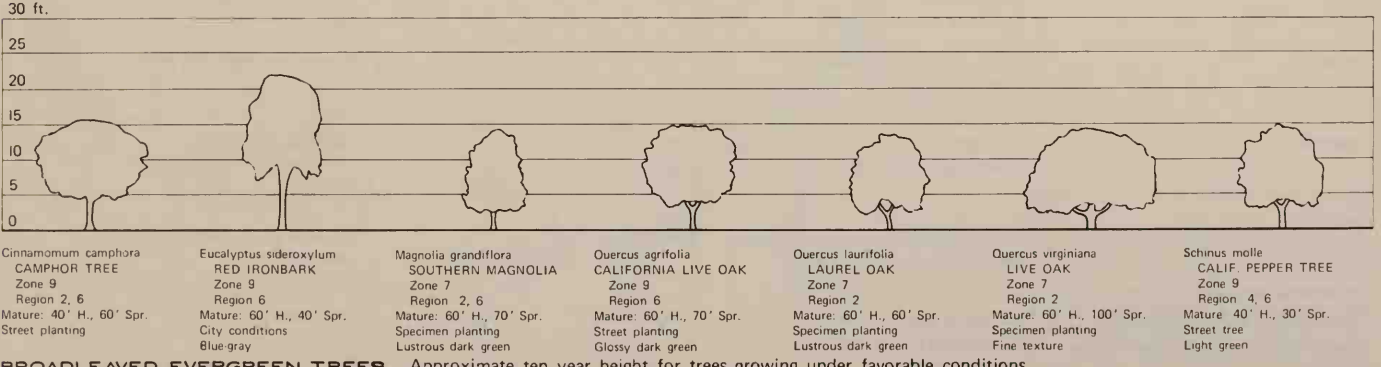 30 ft.
25
20
15
10
5
0
Cinnamomum camphora
CAMPHOR TREE
Zone 9
Region 2, 6
Mature: 40' H., 60' Spr.
Street planting
Eucalyptus sideroxylum
RED IRONBARK
Zone 9
Region 6
Mature: 60' H., 40' Spr.
City conditions
Blue-gray
Magnolia grandiflora
SOUTHERN MAGNOLIA
Zone 7
Region 2, 6
Mature: 60' H., 70' Spr.
Specimen planting
Lustrous dark green
Quercus agrifolia
CALIFORNIA LIVE OAK
Zone 9
Region 6
Mature: 60' H., 70' Spr.
Street planting
Glossy dark green
Quercus laurifolia
LAUREL OAK
Zone 7
Region 2
Mature: 60' H., 60' Spr.
Specimen planting
Lustrous dark green
Quercus virginiana
LIVE OAK
Zone 7
Region 2
Mature: 60' H., 100' Spr.
Specimen planting
Fine texture
Schinus molle
CALIF. PEPPER TREE
Zone 9
Region 4, 6
Mature 40' H., 30' Spr.
Street tree
Light green
BROADLEAVED EVERGREEN TREES Approximate ten year height for trees growing under favorable conditions